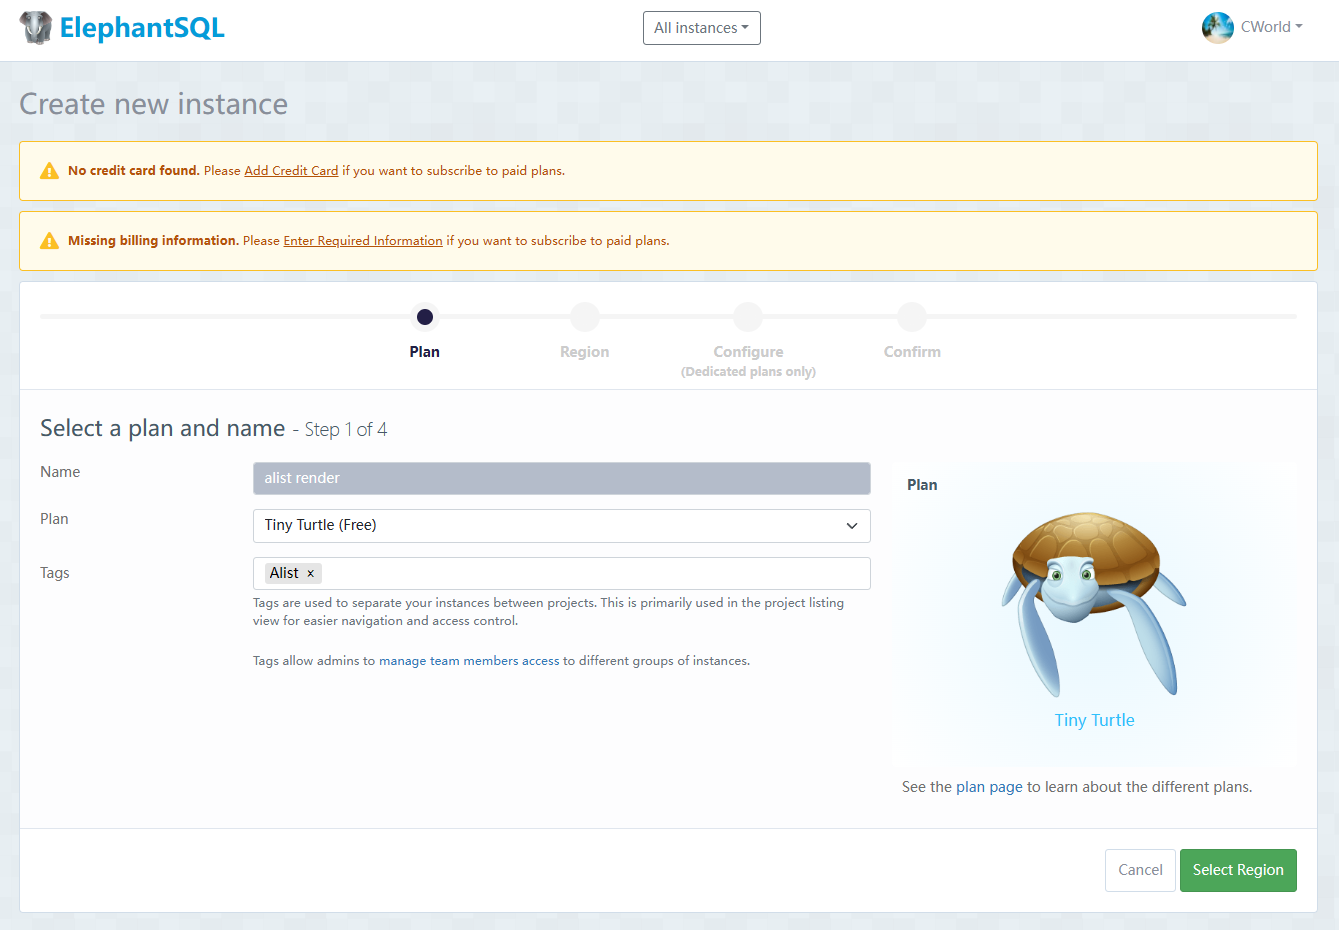 ElephantSQL
All instances
CWorld
Create new instance
No credit card found. Please Add Credit Card if you want to subscribe to paid plans.
Missing billing information. Please Enter Required Information if you want to subscribe to paid plans.
Plan
Region
Configure
(Dedicated plans only)
Confirm
Select a plan and name - Step 1 of 4
Name
alist render
Plan
Tiny Turtle (Free)
Tags
Alist ×
Tags are used to separate your instances between projects. This is primarily used in the project listing
view for easier navigation and access control.
Tags allow admins to manage team members access to different groups of instances.
Plan
Tiny Turtle
See the plan page to learn about the different plans.
Cancel
Select Region